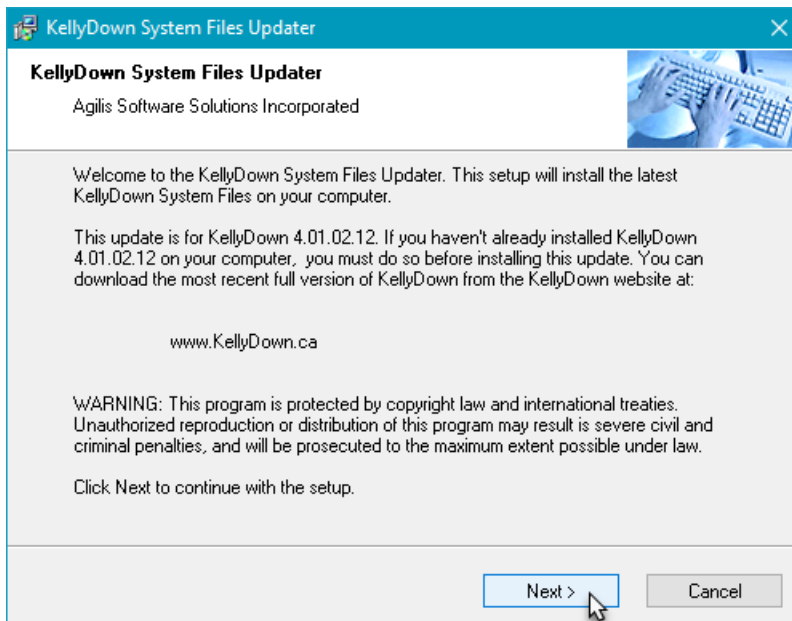 KellyDown System Files Updater
KellyDown System Files Updater
Agilis Software Solutions Incorporated
Welcome to the KellyDown System Files Updater. This setup will install the latest
KellyDown System Files on your computer.
This update is for KellyDown 4.01.02.12. If you haven't already installed KellyDown
4.01.02.12 on your computer,  you must do so before installing this update. You can
download the most recent full version of KellyDown from the KellyDown website at:
www.KellyDown.ca
WARNING: This program is protected by copyright law and international treaties.
Unauthorized reproduction or distribution of this program may result is severe civil and
criminal penalties, and will be prosecuted to the maximum extent possible under law.
Click Next to continue with the setup.
Next >
Cancel